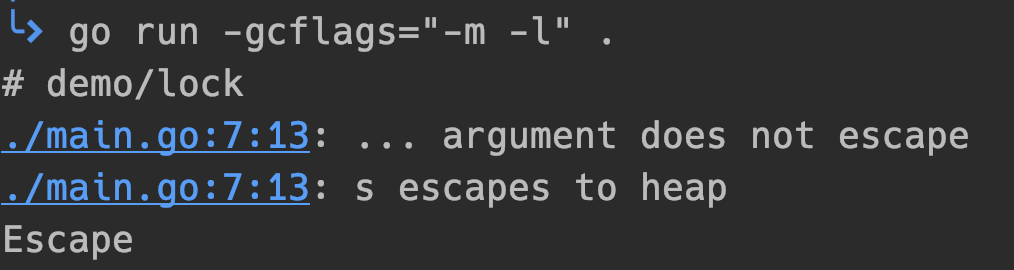 go run -gcflags="-m -l" .
# demo/lock
./main.go:7:13: ... argument does not escape
./main.go:7:13: s escapes to heap
Escape